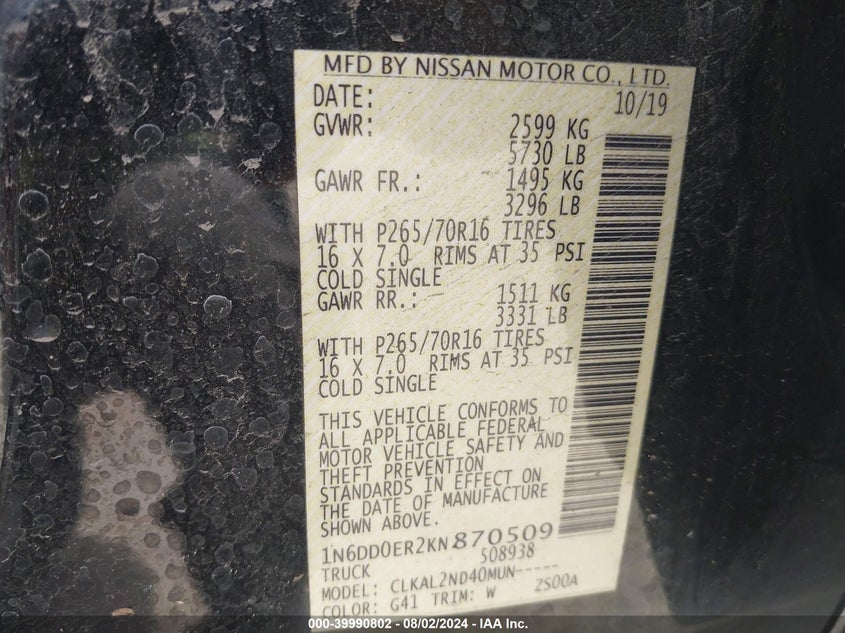 MFD BY NISSAN MOTOR CO., LTD.
DATE: 10/19
GVWR: 2599 KG
5730 LB
GAWR FR.: 1495 KG
3296 LB
WITH P265/70R16 TIRES
16 X 7.0 RIMS AT 35 PSI
COLD SINGLE
GAWR RR.: 1511 KG
3331 LB
WITH P265/70R16 TIRES
16 X 7.0 RIMS AT 35 PSI
COLD SINGLE
THIS VEHICLE CONFORMS TO
ALL APPLICABLE FEDERAL
MOTOR VEHICLE SAFETY AND
THEFT PREVENTION
STANDARDS IN EFFECT ON
THE DATE OF MANUFACTURE
SHOWN ABOVE.
1N6DD0ER2KN870509
TRUCK 508938
MODEL: CLKAL2ND40MUN-----
COLOR: G41 TRIM: W ZS00A
000-39990802 - 08/02/2024 - IAAI, Inc.